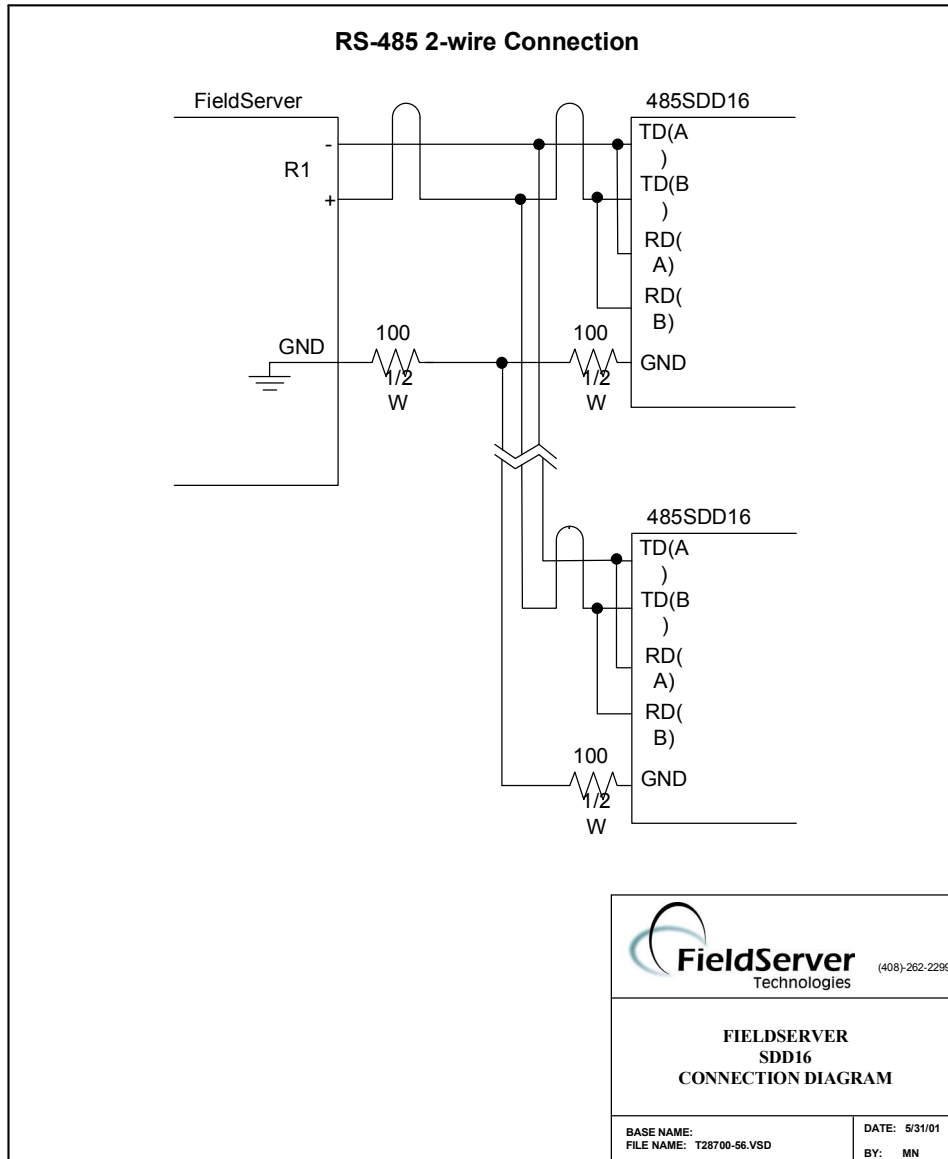 RS-485 2-wire Connection
FieldServer
485SDD16
-
R1
+
TD(A
)
TD(B
)
RD(
A)
RD(
B)
GND
100
1/2
W
100
1/2
W
GND
485SDD16
TD(A
)
TD(B
)
RD(
A)
RD(
B)
100
1/2
W
GND
FieldServer
Technologies
(408)-262-2299
FIELDSERVER
SDD16
CONNECTION DIAGRAM
BASE NAME:
FILE NAME: T28700-56.VSD
DATE: 5/31/01
BY: MN